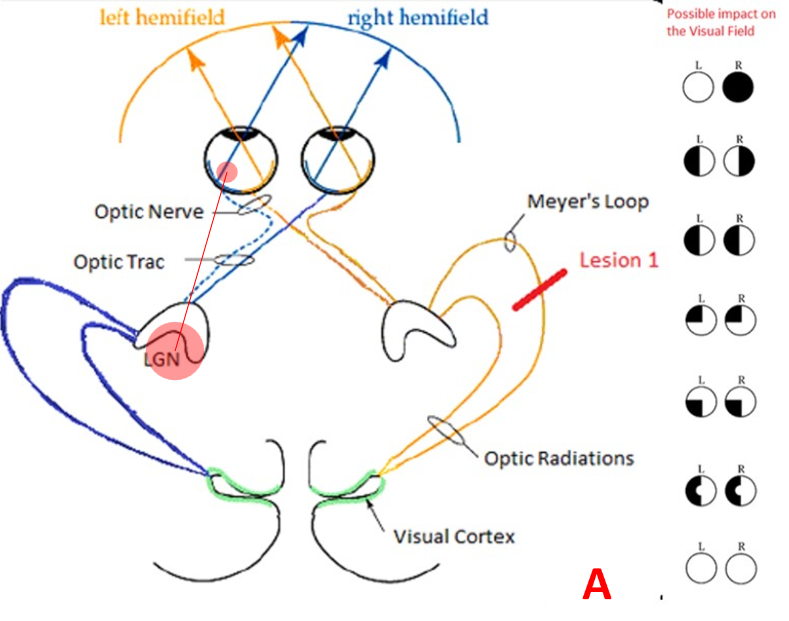 left hemifield
right hemifield
Possible impact on
the Visual Field
L R
L R
Optic Nerve
Meyer's Loop
L R
Optic Trac
Lesion 1
L R
LGN
L R
Optic Radiations
L R
Visual Cortex
L R
A